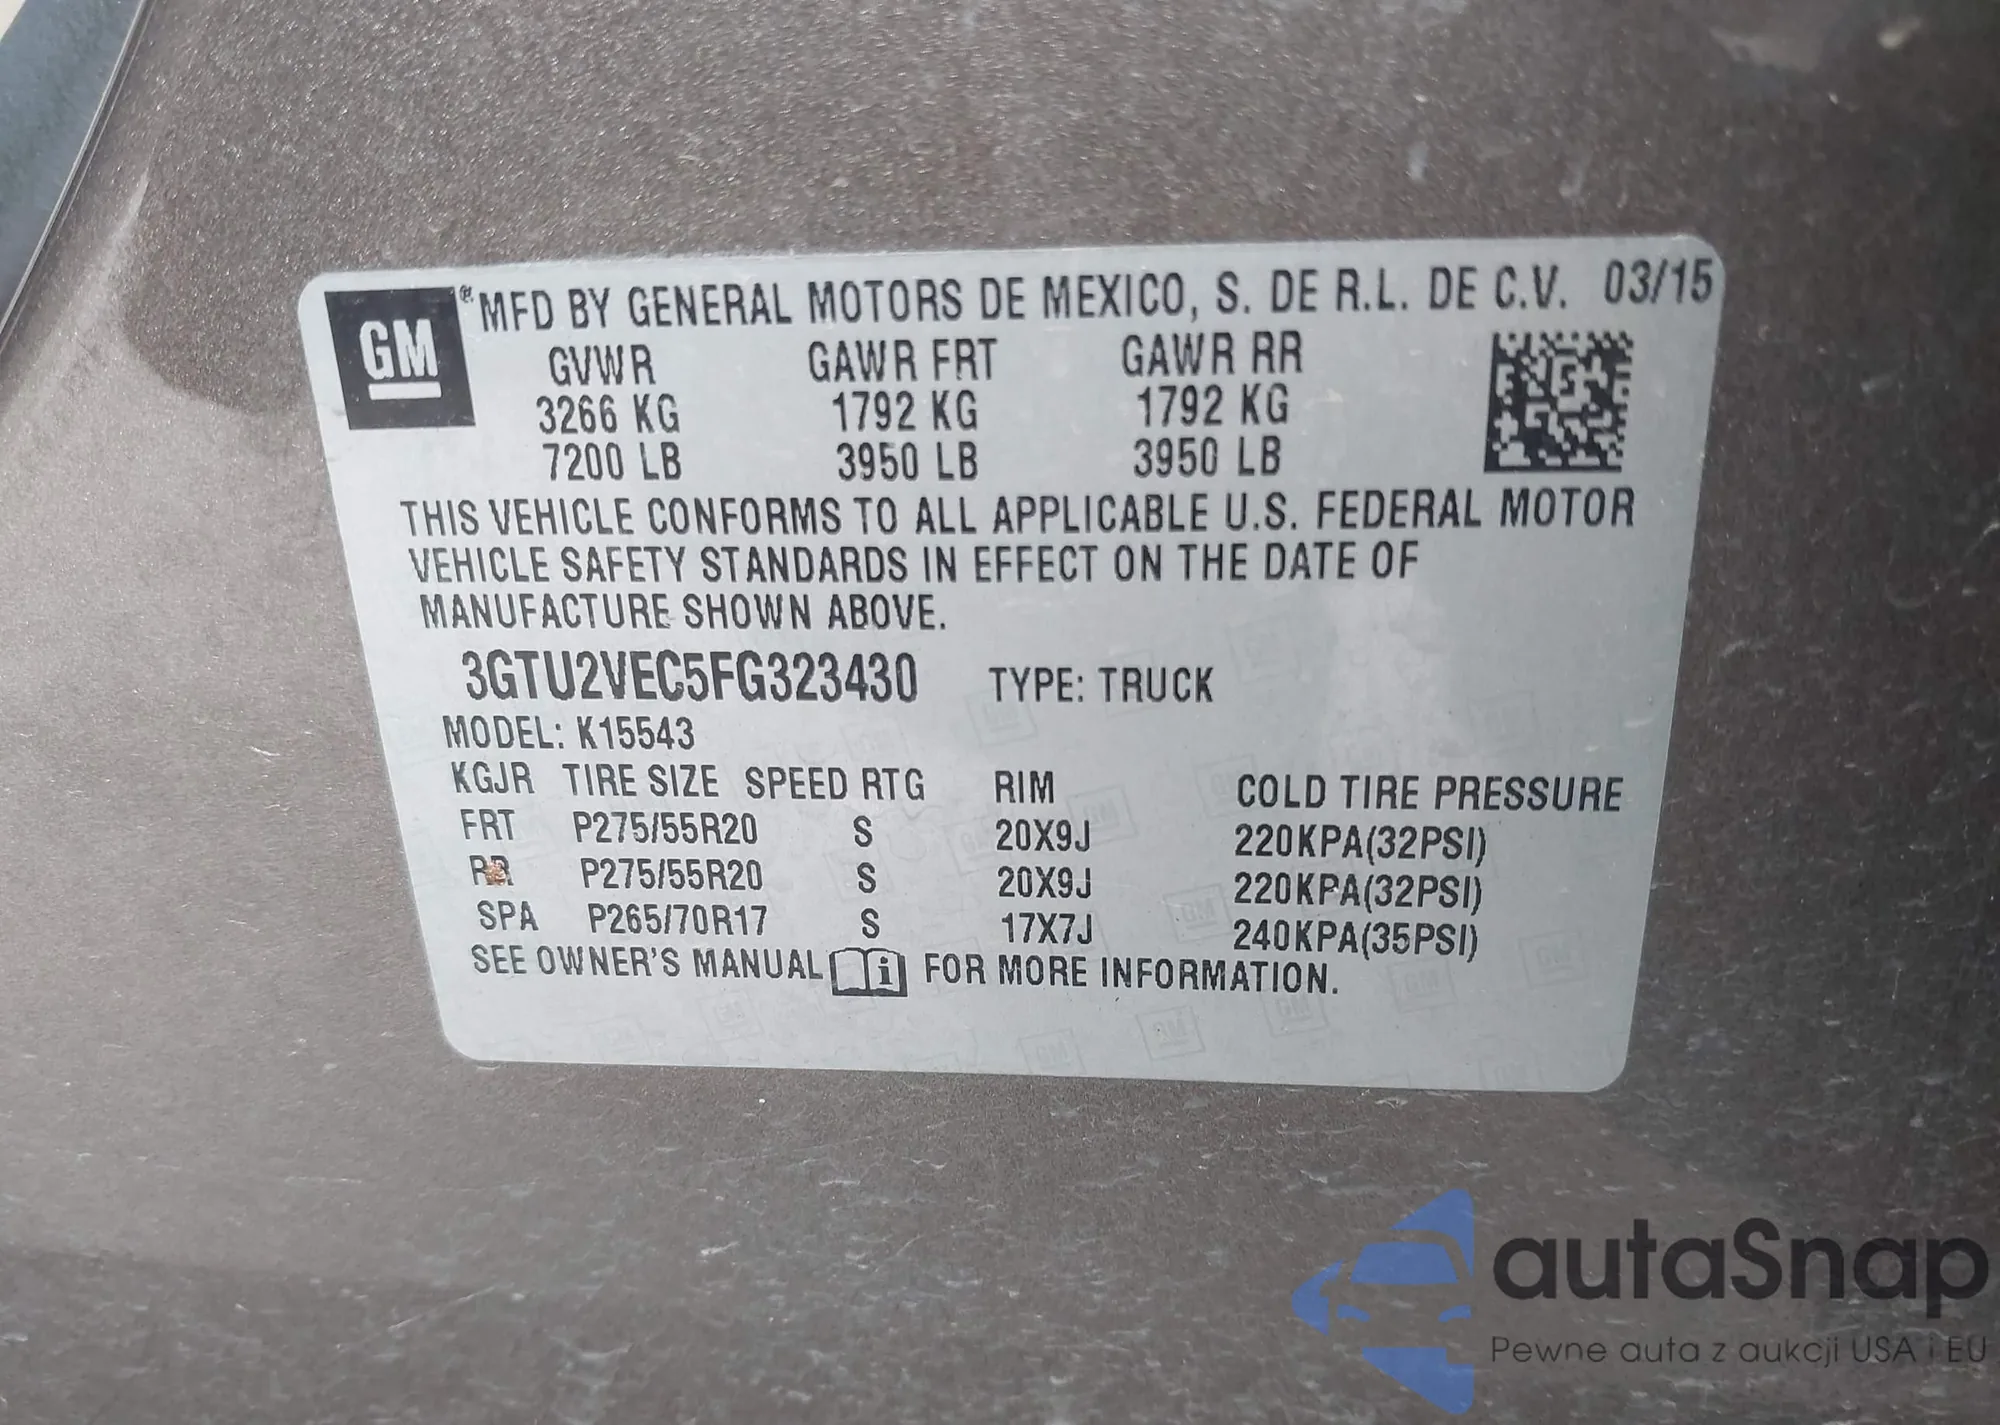 GM ® MFD BY GENERAL MOTORS DE MEXICO, S. DE R.L. DE C.V. 03/15
GVWR GAWR FRT GAWR RR
3266 KG 1792 KG 1792 KG
7200 LB 3950 LB 3950 LB
THIS VEHICLE CONFORMS TO ALL APPLICABLE U.S. FEDERAL MOTOR
VEHICLE SAFETY STANDARDS IN EFFECT ON THE DATE OF
MANUFACTURE SHOWN ABOVE.
3GTU2VEC5FG323430 TYPE: TRUCK
MODEL: K15543
KGJR TIRE SIZE SPEED RTG RIM COLD TIRE PRESSURE
FRT P275/55R20 S 20X9J 220KPA(32PSI)
RR P275/55R20 S 20X9J 220KPA(32PSI)
SPA P265/70R17 S 17X7J 240KPA(35PSI)
SEE OWNER'S MANUAL i FOR MORE INFORMATION.
autaSnap
Pewne auta z aukcji USA i EU